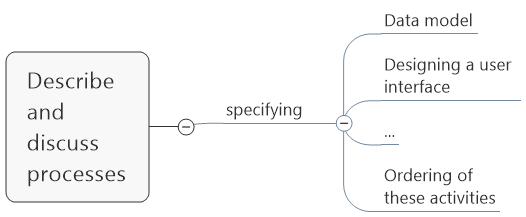 Describe
and
discuss
processes
specifying
Data model
Designing a user
interface
...
Ordering of
these activities